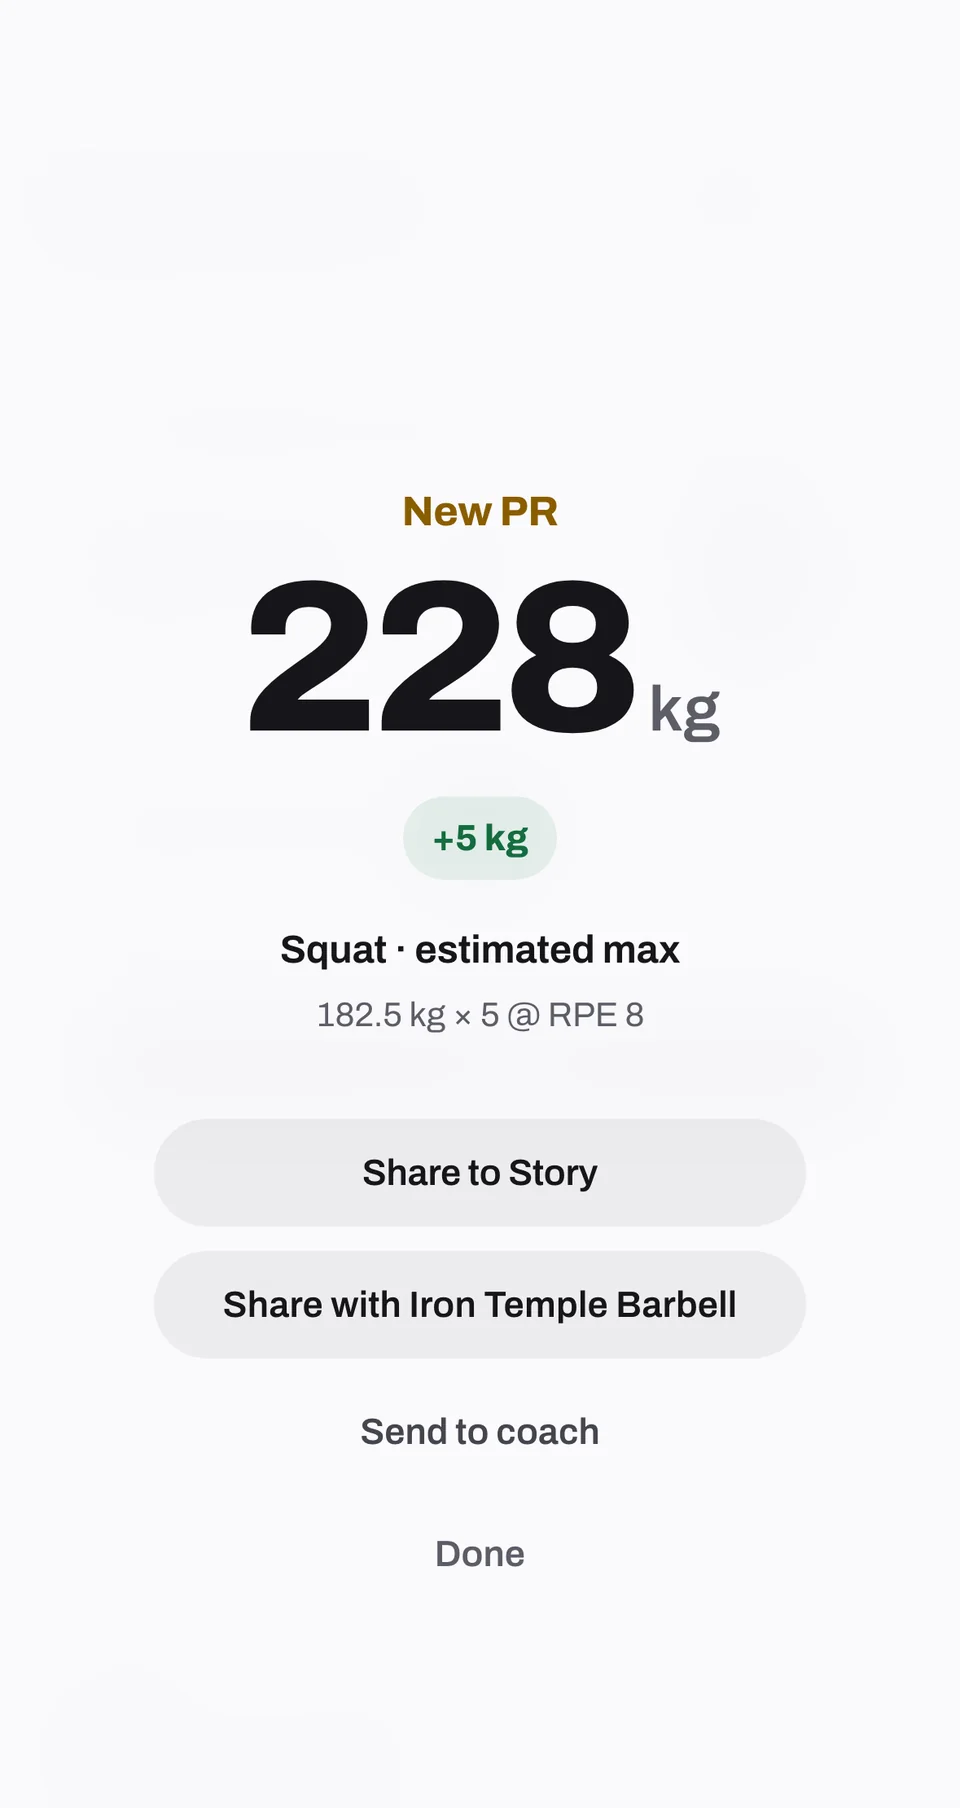 New PR
228 kg
+5 kg
Squat · estimated max
182.5 kg × 5 @ RPE 8
Share to Story
Share with Iron Temple Barbell
Send to coach
Done